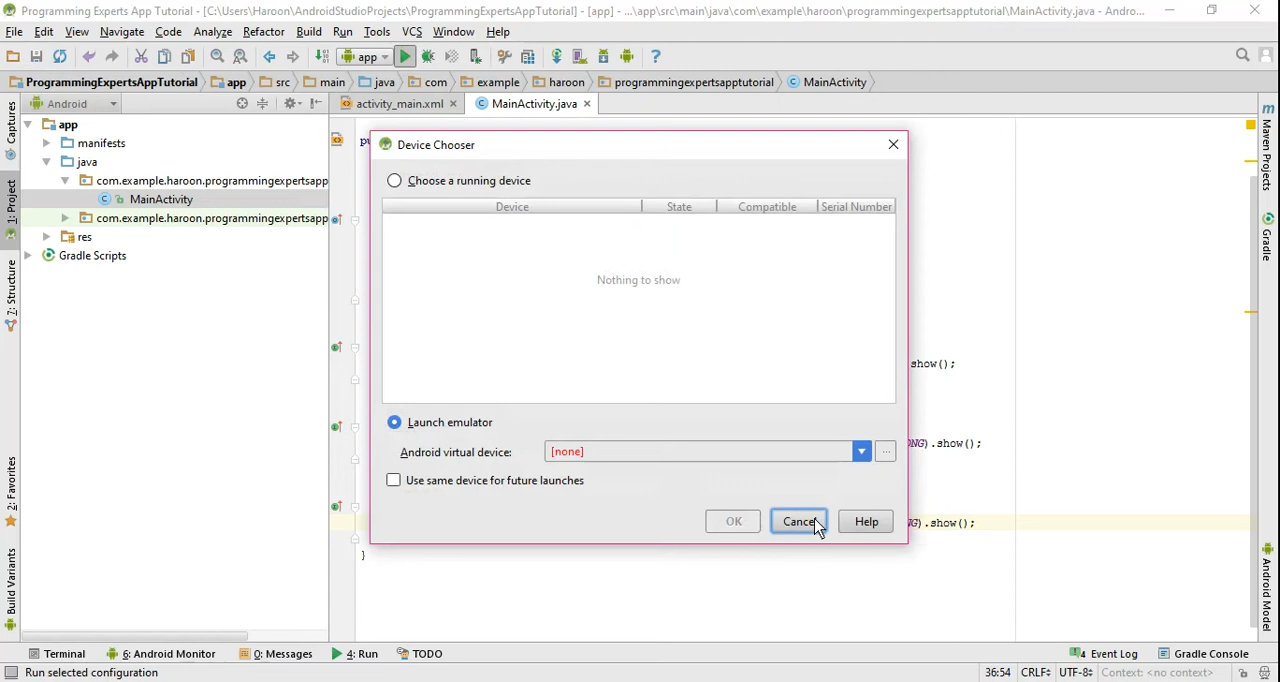 Programming Experts App Tutorial - [C:\Users\Haroon\AndroidStudioProjects\ProgrammingExpertsAppTutorial] - [app] - ...\app\src\main\java\com\example\haroon\programmingexpertsapptutorial\MainActivity.java - Andro...
File Edit View Navigate Code Analyze Refactor Build Run Tools VCS Window Help
app
ProgrammingExpertsAppTutorial app src main java com example haroon programmingexpertsapptutorial MainActivity
Captures
1: Project
7: Structure
2: Favorites
Build Variants
Android
app
manifests
java
com.example.haroon.programmingexpertsapp
MainActivity
com.example.haroon.programmingexpertsapp
res
Gradle Scripts
activity_main.xml
MainActivity.java
Device Chooser
Choose a running device
Device State Compatible Serial Number
Nothing to show
Launch emulator
Android virtual device: [none] ...
Use same device for future launches
OK Cancel Help
show();
NG).show();
NG).show();
}
Maven Projects
Gradle
Android Model
Terminal 6: Android Monitor 0: Messages 4: Run TODO 4 Event Log Gradle Console
Run selected configuration 36:54 CRLF UTF-8 Context: <no context>